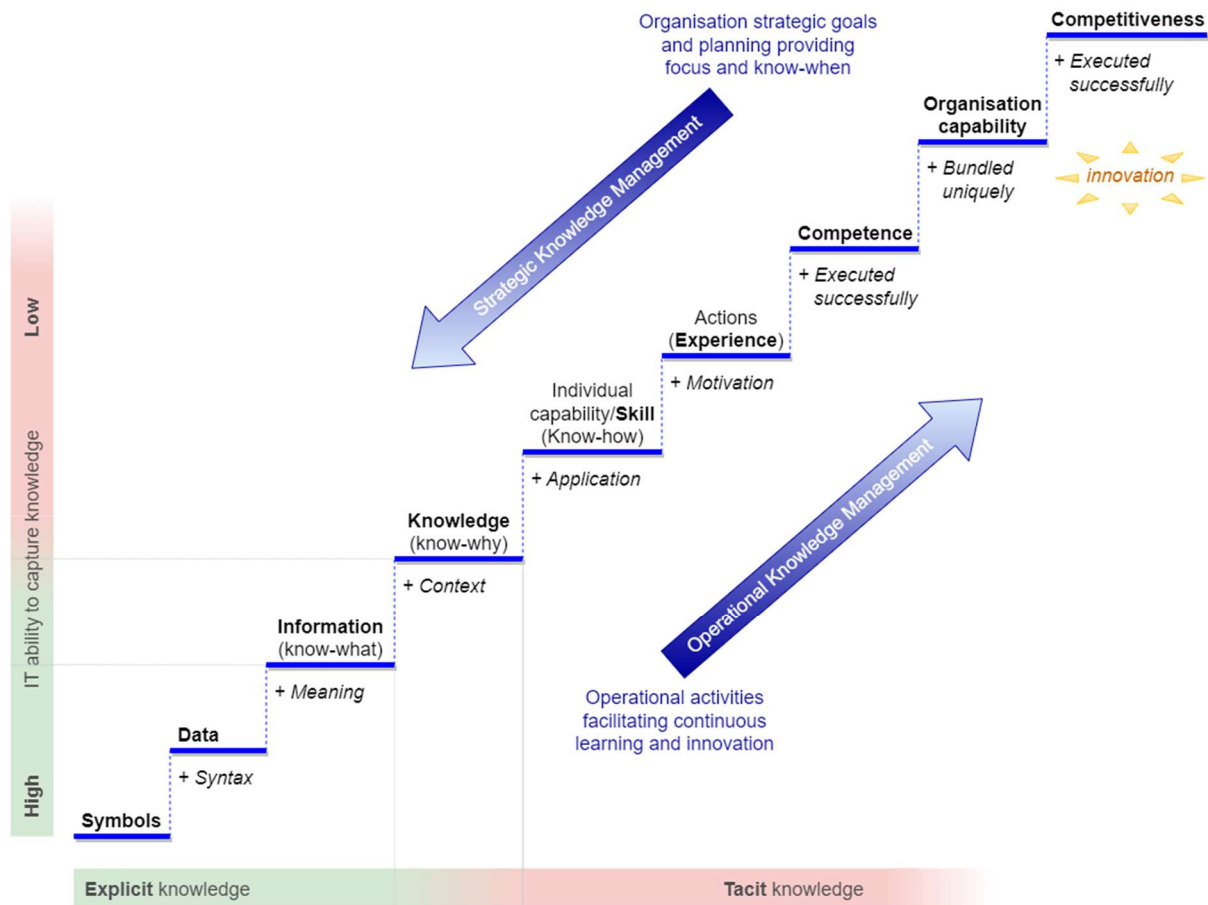 Organisation strategic goals
and planning providing
focus and know-when
Competitiveness
+ Executed
successfully
Organisation
capability
+ Bundled
uniquely
innovation
Strategic Knowledge Management
Competence
+ Executed
successfully
Low
Actions
(Experience)
+ Motivation
Individual
capability/Skill
(Know-how)
+ Application
Operational Knowledge Management
IT ability to capture knowledge
Knowledge
(know-why)
+ Context
Information
(know-what)
+ Meaning
Operational activities
facilitating continuous
learning and innovation
Data
+ Syntax
High
Symbols
Explicit knowledge
Tacit knowledge